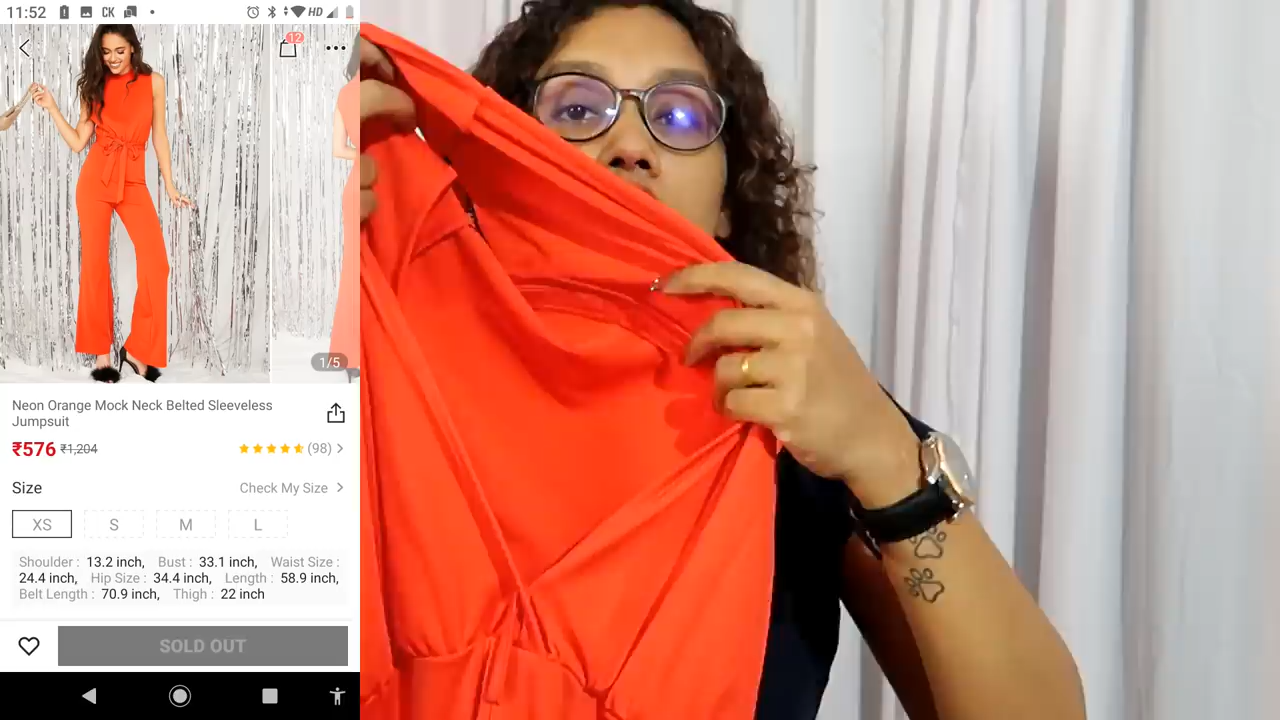 11:52 CK HD
12
1/5
Neon Orange Mock Neck Belted Sleeveless
Jumpsuit
₹576 ₹1,204 (98)
Size Check My Size
XS S M L
Shoulder : 13.2 inch, Bust : 33.1 inch, Waist Size :
24.4 inch, Hip Size : 34.4 inch, Length : 58.9 inch,
Belt Length : 70.9 inch, Thigh : 22 inch
SOLD OUT